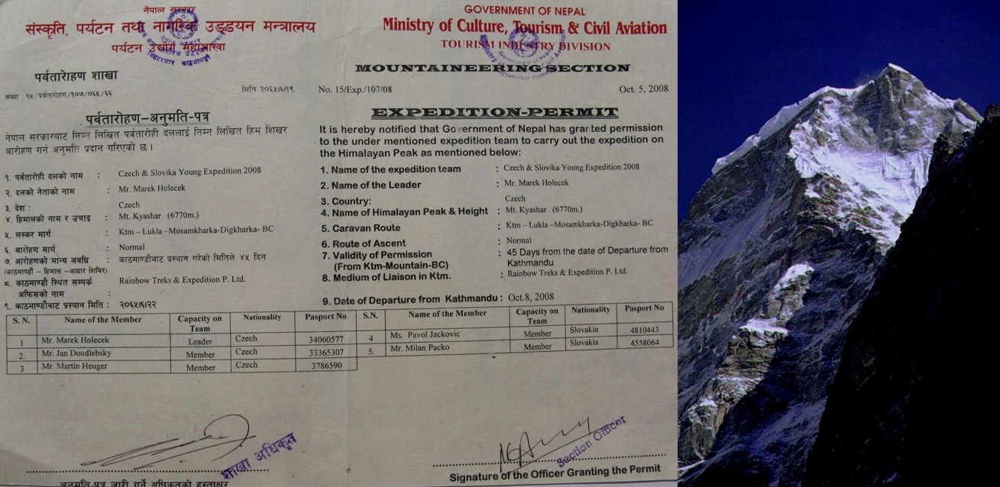 नेपाल सरकार
संस्कृति, पर्यटन तथा नागरिक उड्डयन मन्त्रालय
पर्यटन उद्योग महाशाखा
पर्वतारोहण शाखा
संख्या : १५/पर्वतारोहण/१०७/०६५/६६
मिति २०६५।६।१९
पर्वतारोहण-अनुमति-पत्र
नेपाल सरकारबाट निम्न लिखित पर्वतारोही दललाई निम्न लिखित हिम शिखर
आरोहण गर्न अनुमति प्रदान गरिएको छ ।
१. पर्वतारोही दलको नाम : Czech & Slovika Young Expedition 2008
२. दलको नेताको नाम : Mr. Marek Holecek
३. देश : Czech
४. हिमालको नाम र उचाइ : Mt. Kyashar (6770m.)
५. लस्कर मार्ग : Ktm – Lukla –Mosamkharka-Digkharka- BC
६. आरोहण मार्ग : Normal
७. आरोहणको मान्य अवधि : काठमाण्डौबाट प्रस्थान गरेको मितिले ४५ दिन
(काठमाण्डौ - हिमाल -आधार शिविर)
८. काठमाण्डौ स्थित सम्पर्क Rainbow Treks & Expedition P. Ltd.
अफिसको नाम :
९. काठमाण्डौबाट प्रस्थान मिति : २०६५।६।२२
GOVERNMENT OF NEPAL
Ministry of Culture, Tourism & Civil Aviation
TOURISM INDUSTRY DIVISION
MOUNTAINEERING SECTION
No. 15/Exp./107/08 Oct. 5, 2008
EXPEDITION-PERMIT
It is hereby notified that Government of Nepal has granted permission
to the under mentioned expedition team to carry out the expedition on
the Himalayan Peak as mentioned below:
1. Name of the expedition team : Czech & Slovika Young Expedition 2008
2. Name of the Leader : Mr. Marek Holecek
3. Country: Czech
4. Name of Himalayan Peak & Height : Mt. Kyashar (6770m.)
5. Caravan Route : Ktm – Lukla –Mosamkharka-Digkharka- BC
6. Route of Ascent : Normal
7. Validity of Permission : 45 Days from the date of Departure from
(From Ktm-Mountain-BC) Kathmandu
8. Medium of Liaison in Ktm. : Rainbow Treks & Expedition P. Ltd.
9. Date of Departure from Kathmandu : Oct.8, 2008
S. N. Name of the Member Capacity on Team Nationality Pasport No S.N. Name of the Member Capacity on Team Nationality Pasport No
1 Mr. Marek Holecek Leader Czech 34060577 4 Ms. Pavol Jackovic Member Slovakia 4810443
2. Mr. Jan Doudlebsky Member Czech 33365307 5. Mr. Milan Packo Member Slovakia 4558064
3 Mr. Martin Heuger Member Czech 3786590
शाखा अधिकृत
अनुमति पत्र जारी गर्ने अधिकृतको हस्ताक्षर
Section Officer
Signature of the Officer Granting the Permit